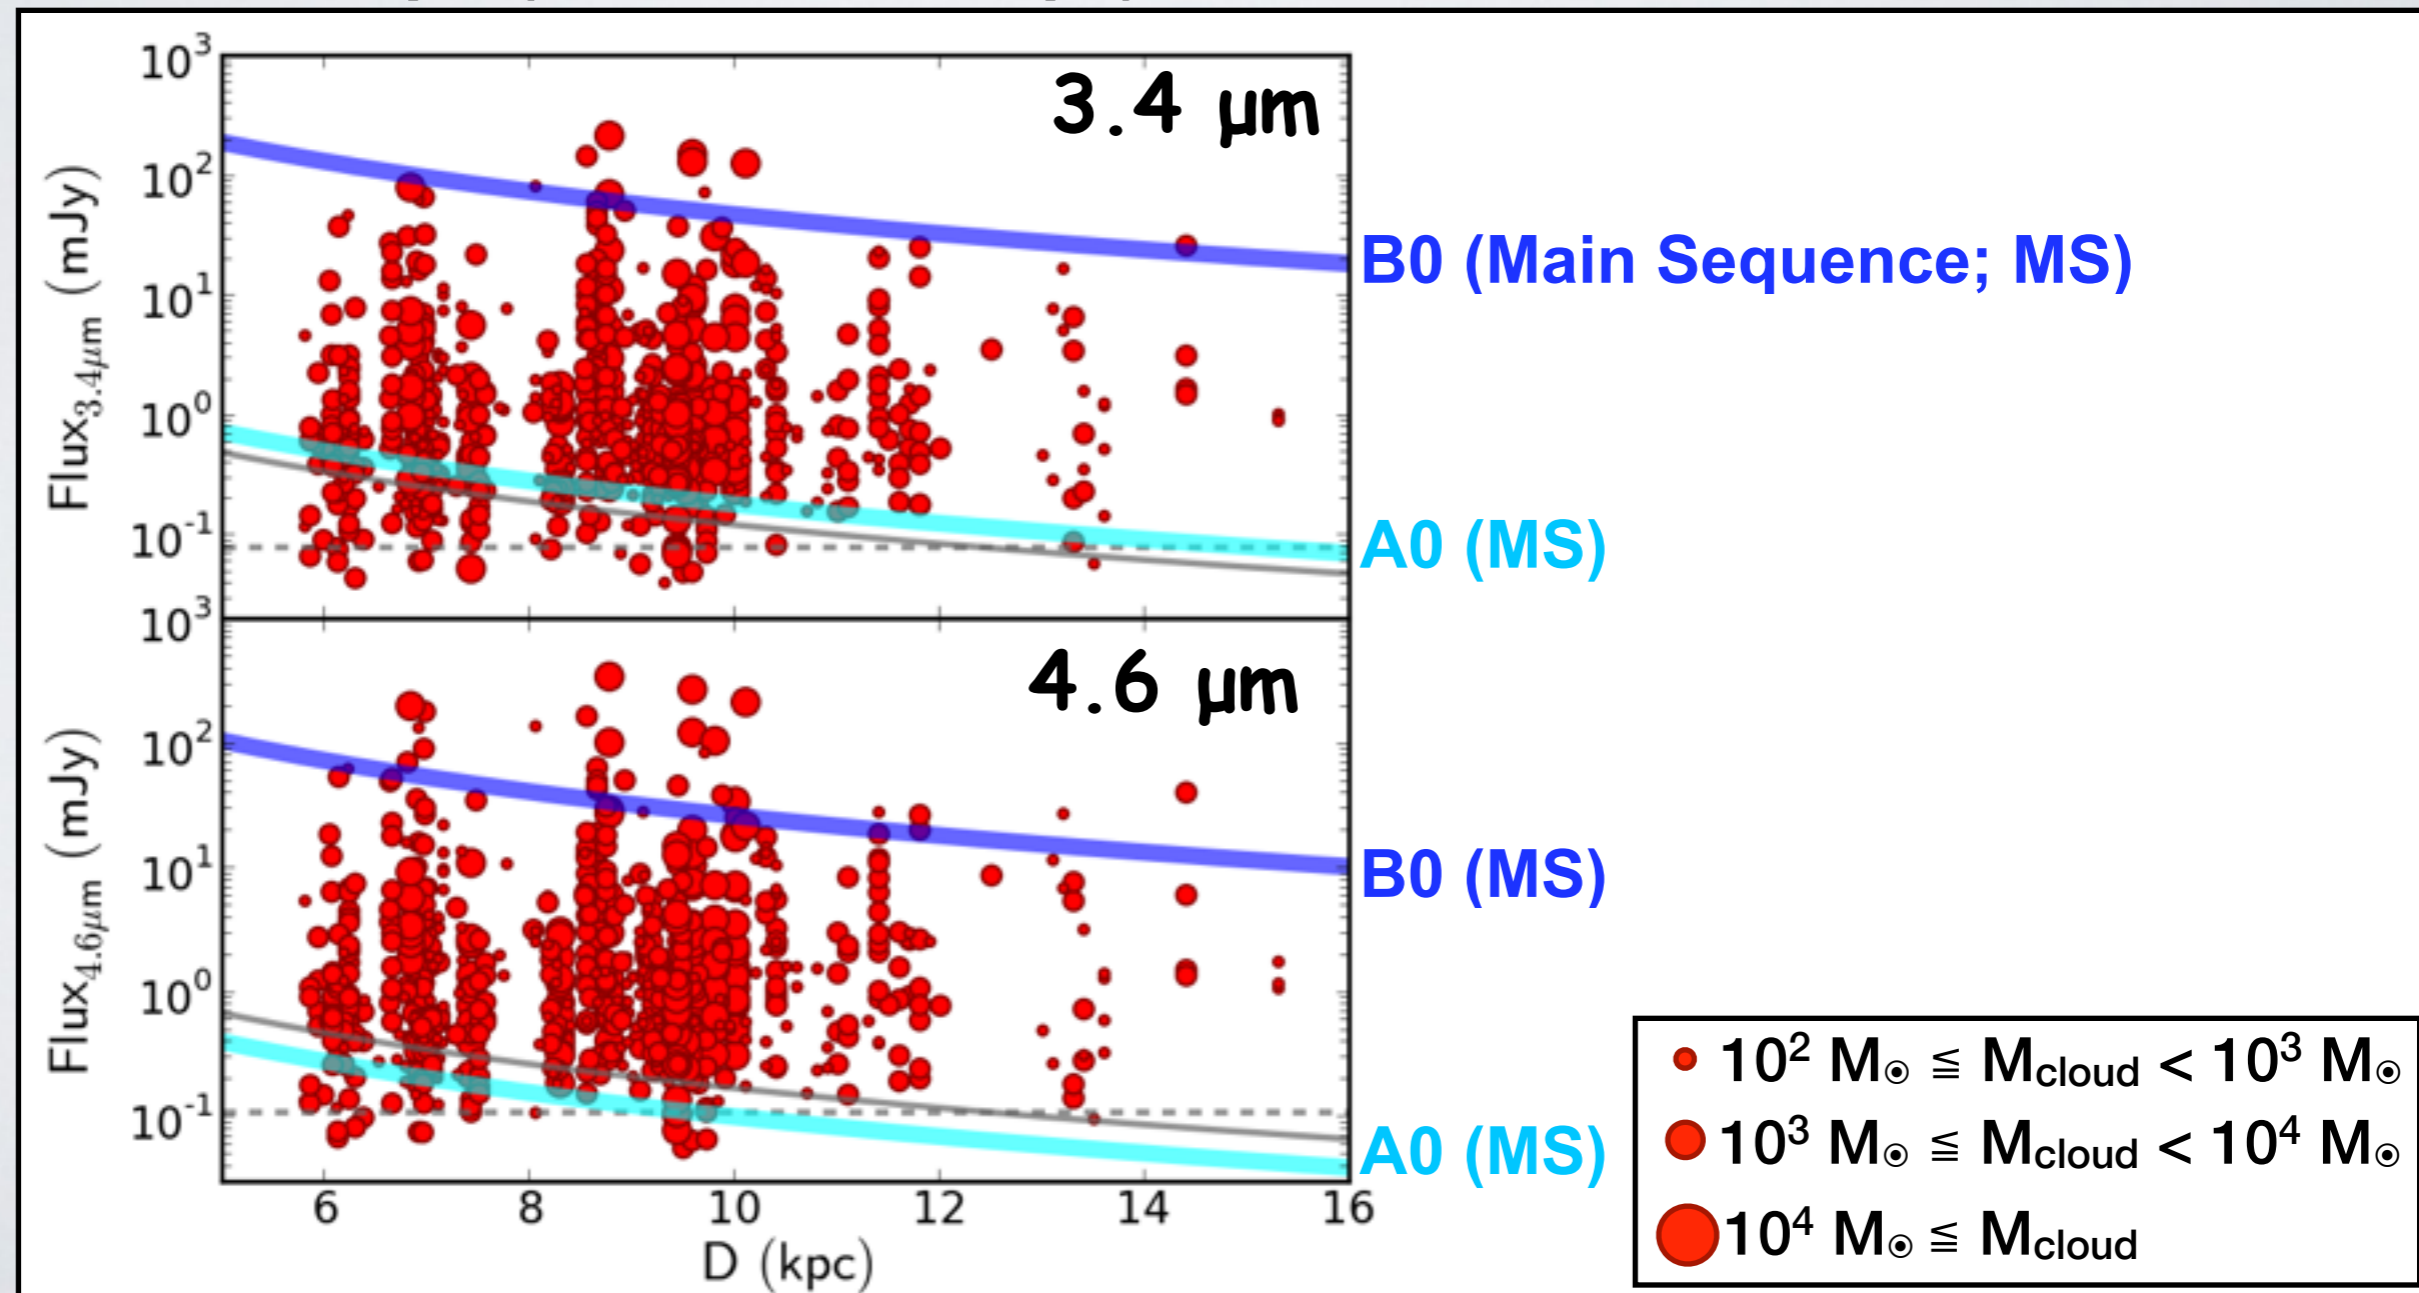 3.4 µm
10³
10²
10¹
10⁰
10⁻¹
Flux3.4µm (mJy)
B0 (Main Sequence; MS)
A0 (MS)
4.6 µm
10³
10²
10¹
10⁰
10⁻¹
Flux4.6µm (mJy)
B0 (MS)
A0 (MS)
6 8 10 12 14 16
D (kpc)
10² M☉ ≦ Mcloud < 10³ M☉
10³ M☉ ≦ Mcloud < 10⁴ M☉
10⁴ M☉ ≦ Mcloud